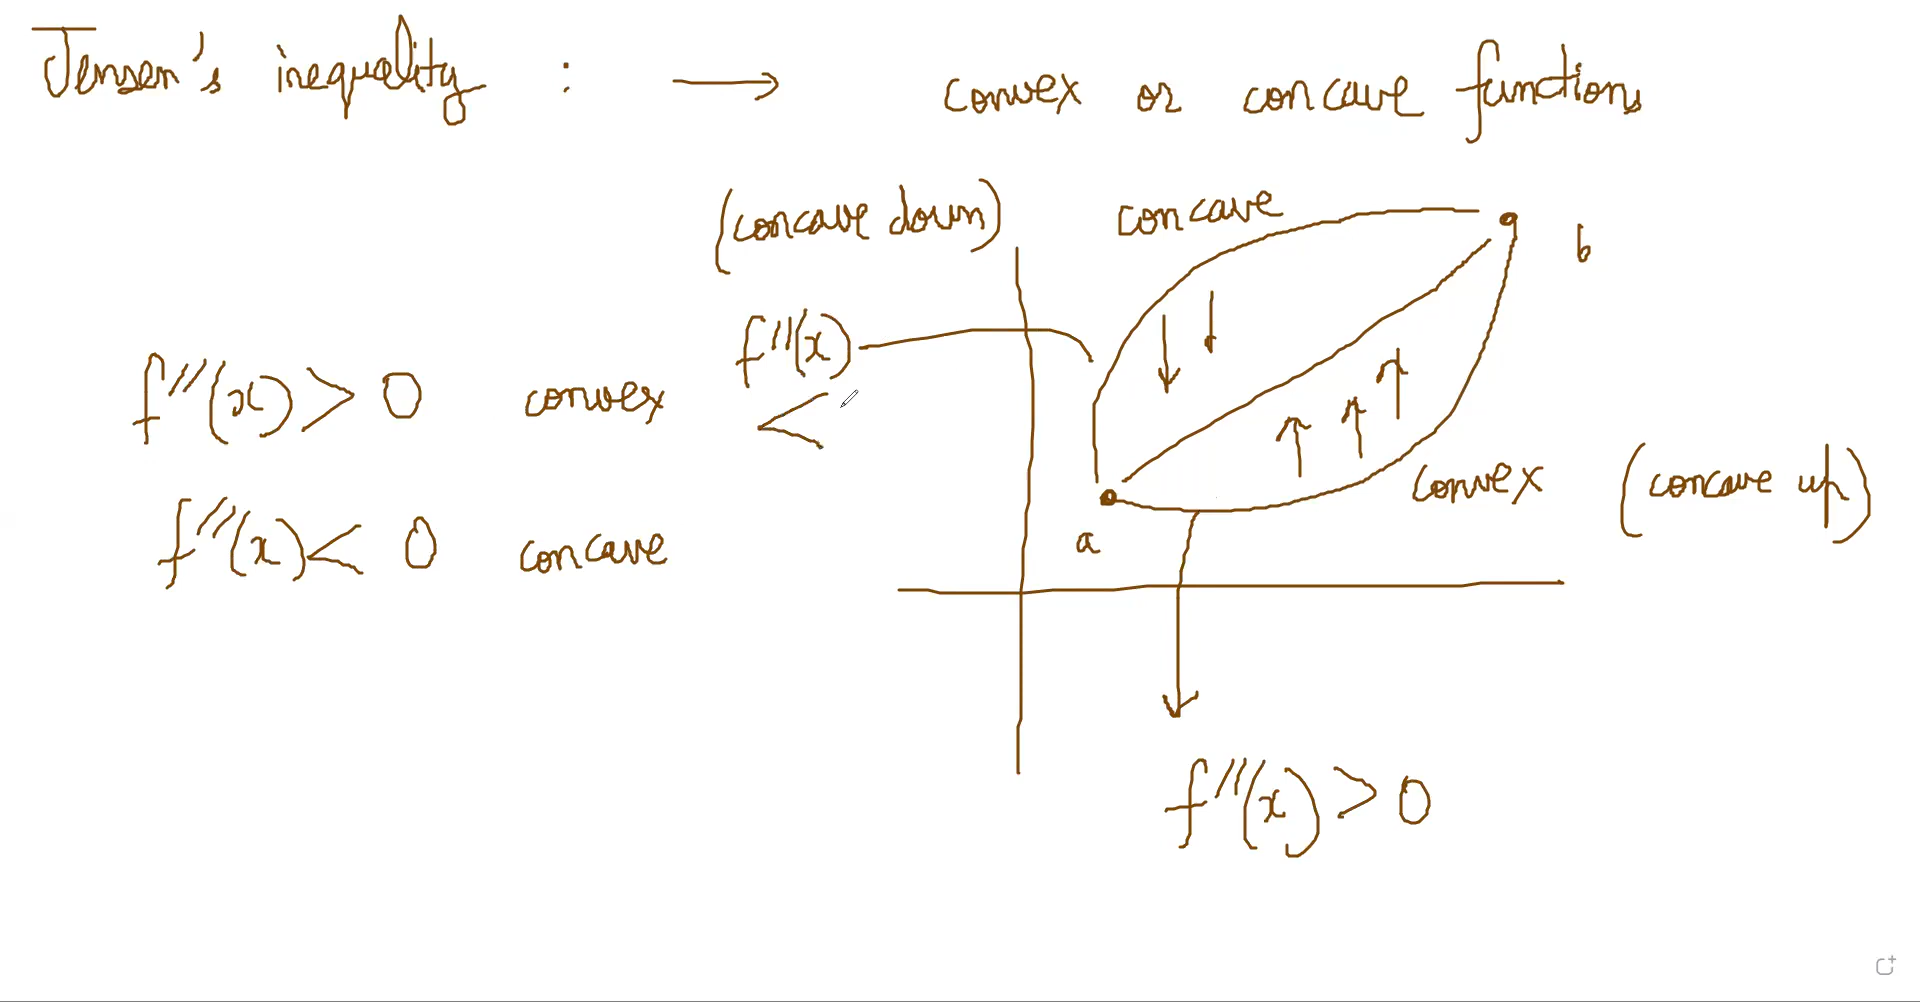 Jensen's inequality : → convex or concave functions
(concave down) concave
b
f''(x)
f''(x) > 0 convex <
convex (concave up)
a
f''(x) < 0 concave
f''(x) > 0